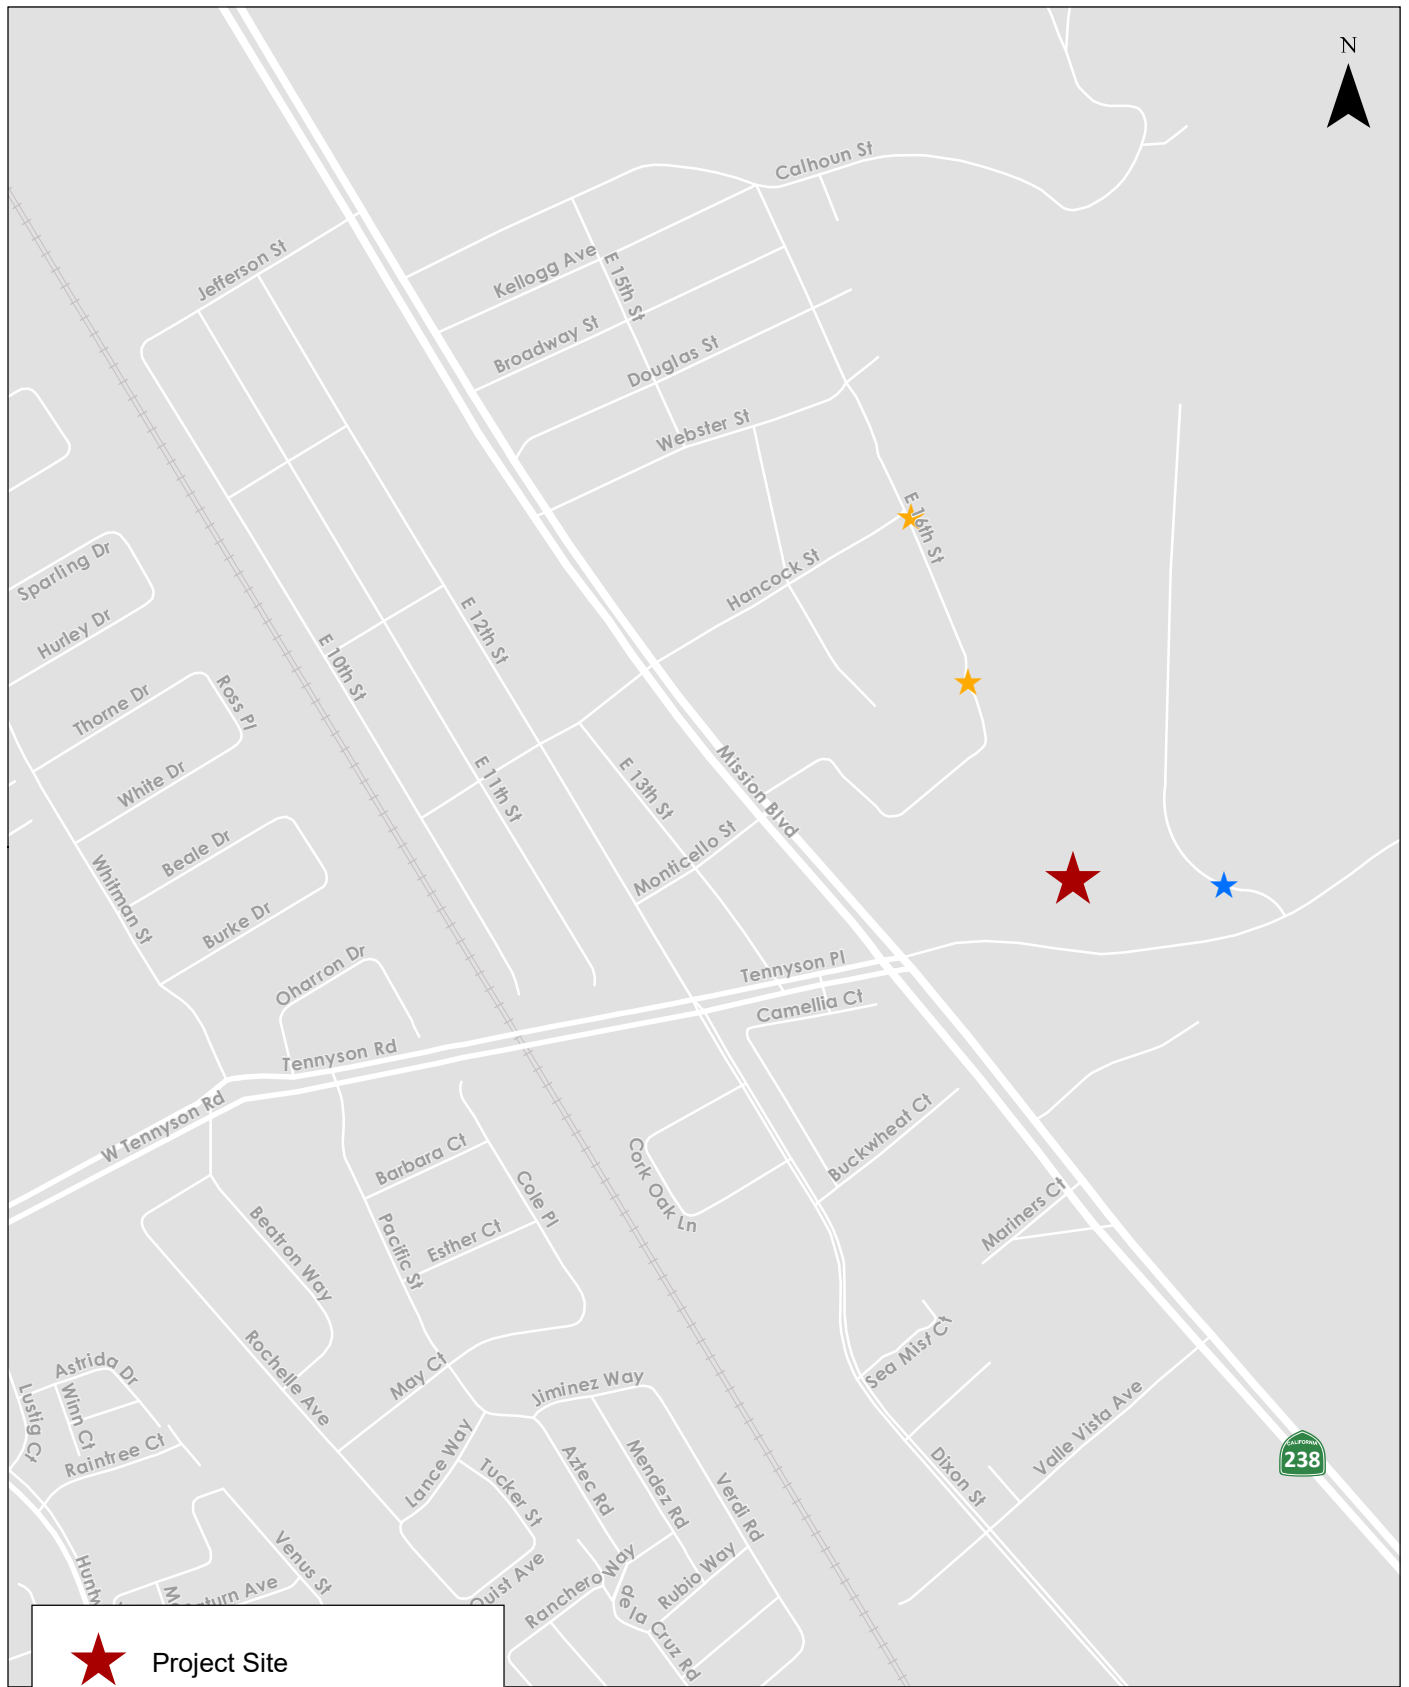 N
Calhoun St
Jefferson St
Kellogg Ave
E 15th St
Broadway St
Douglas St
Webster St
E 16th St
Sparling Dr
Hancock St
Hurley Dr
E 12th St
E 10th St
Ross Pl
Thorne Dr
White Dr
Mission Blvd
E 11th St
E 13th St
Beale Dr
Monticello St
Whitman St
Burke Dr
Oharron Dr
Tennyson Pl
Camellia Ct
Tennyson Rd
W Tennyson Rd
Buckwheat Ct
Barbara Ct
Cork Oak Ln
Cole Pl
Mariners Ct
Beatron Way
Pacific St
Esther Ct
Sea Mist Ct
Rochelle Ave
May Ct
Astrida Dr
Jiminez Way
Valle Vista Ave
Lustig Ct
Winn Ct
Raintree Ct
CALIFORNIA
238
Lance Way
Tucker St
Aztec Rd
Mendez Rd
Verdi Rd
Dixon St
Venus St
Huntw
Quist Ave
Ranchero Way
Rubio Way
de la Cruz Rd
turn Ave
Project Site